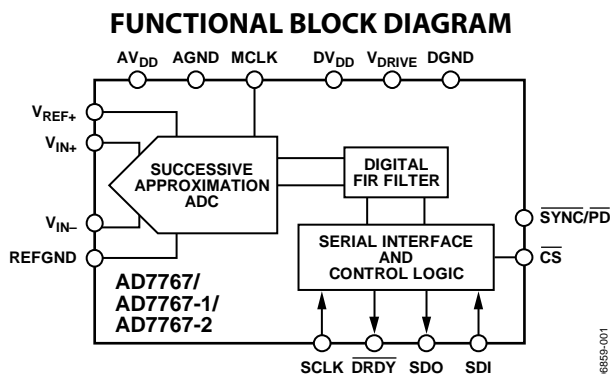 FUNCTIONAL BLOCK DIAGRAM
AVDD AGND MCLK DVDD VDRIVE DGND
VREF+
VIN+
VIN–
REFGND
SUCCESSIVE
APPROXIMATION
ADC
DIGITAL
FIR FILTER
SERIAL INTERFACE
AND
CONTROL LOGIC
SYNC/PD
CS
AD7767/
AD7767-1/
AD7767-2
SCLK DRDY SDO SDI
6859-001